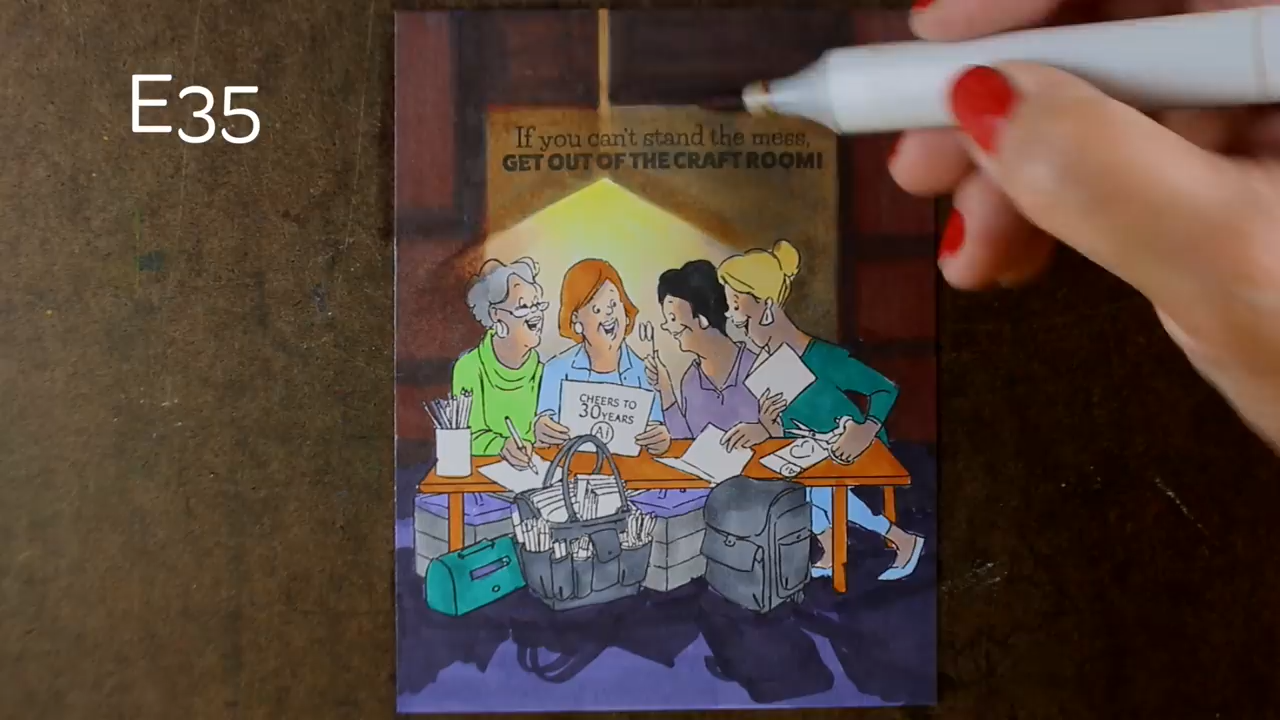 E35
If you can't stand the mess,
GET OUT OF THE CRAFT ROOM!
CHEERS TO
30 YEARS
Ai